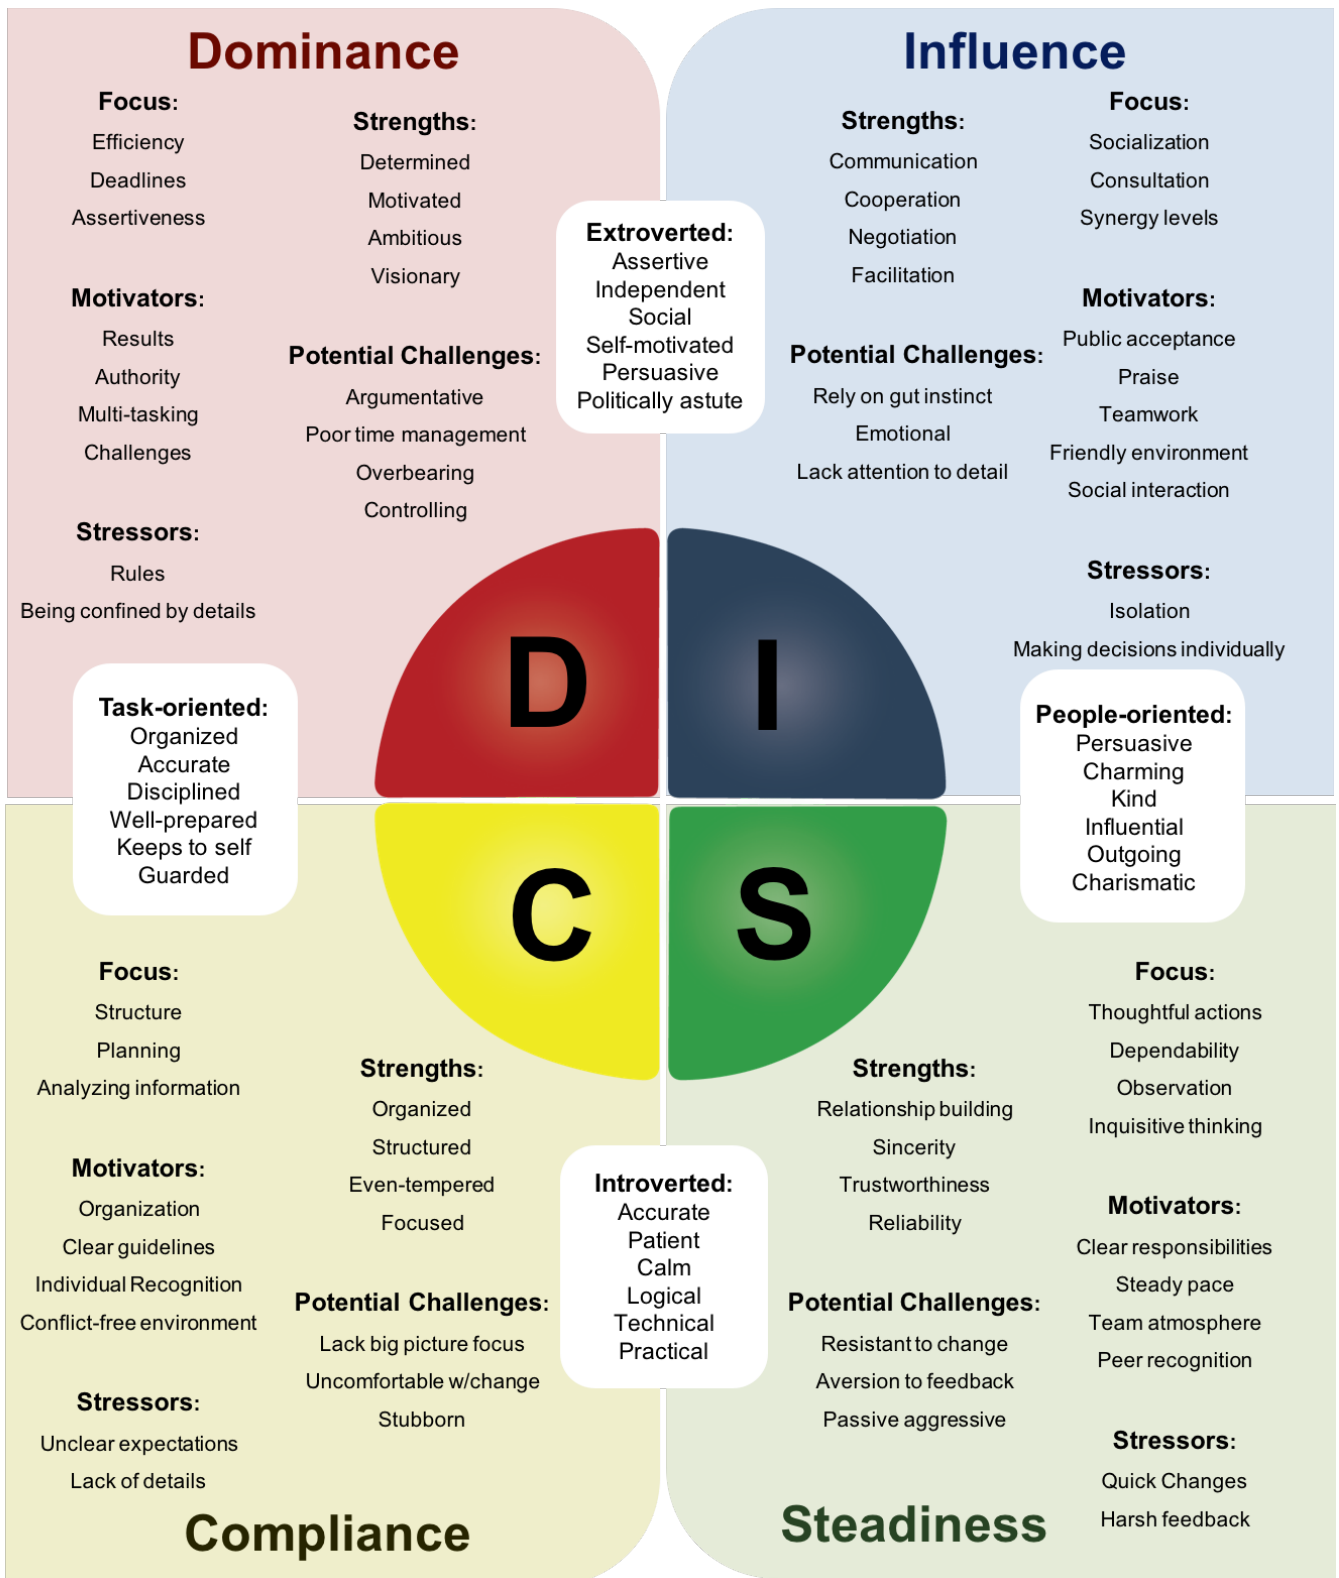 Dominance
Focus:
Efficiency
Deadlines
Assertiveness
Motivators:
Results
Authority
Multi-tasking
Challenges
Stressors:
Rules
Being confined by details
Strengths:
Determined
Motivated
Ambitious
Visionary
Potential Challenges:
Argumentative
Poor time management
Overbearing
Controlling
Extroverted:
Assertive
Independent
Social
Self-motivated
Persuasive
Politically astute
Influence
Strengths:
Communication
Cooperation
Negotiation
Facilitation
Potential Challenges:
Rely on gut instinct
Emotional
Lack attention to detail
Focus:
Socialization
Consultation
Synergy levels
Motivators:
Public acceptance
Praise
Teamwork
Friendly environment
Social interaction
Stressors:
Isolation
Making decisions individually
Task-oriented:
Organized
Accurate
Disciplined
Well-prepared
Keeps to self
Guarded
D
I
C
S
People-oriented:
Persuasive
Charming
Kind
Influential
Outgoing
Charismatic
Focus:
Structure
Planning
Analyzing information
Motivators:
Organization
Clear guidelines
Individual Recognition
Conflict-free environment
Stressors:
Unclear expectations
Lack of details
Strengths:
Organized
Structured
Even-tempered
Focused
Potential Challenges:
Lack big picture focus
Uncomfortable w/change
Stubborn
Compliance
Introverted:
Accurate
Patient
Calm
Logical
Technical
Practical
Strengths:
Relationship building
Sincerity
Trustworthiness
Reliability
Potential Challenges:
Resistant to change
Aversion to feedback
Passive aggressive
Focus:
Thoughtful actions
Dependability
Observation
Inquisitive thinking
Motivators:
Clear responsibilities
Steady pace
Team atmosphere
Peer recognition
Stressors:
Quick Changes
Harsh feedback
Steadiness